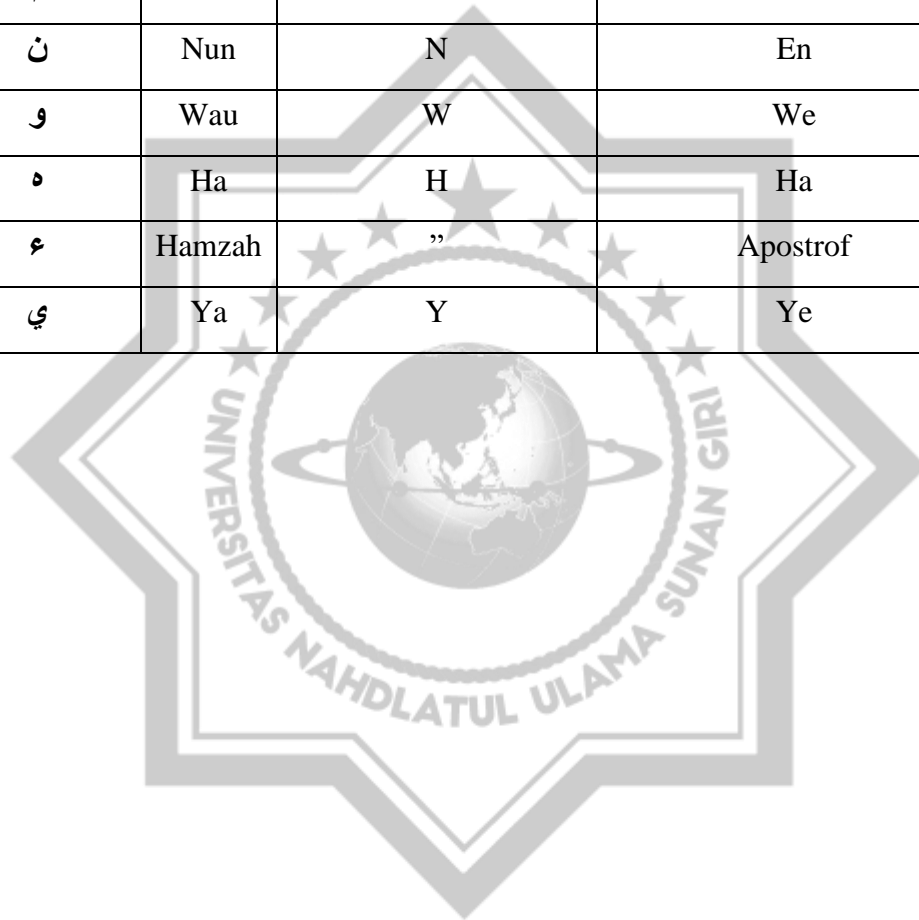 ن Nun N En
و Wau W We
ه Ha H Ha
ء Hamzah ” Apostrof
ي Ya Y Ye
UNIVERSITAS NAHDLATUL ULAMA SUNAN GIRI